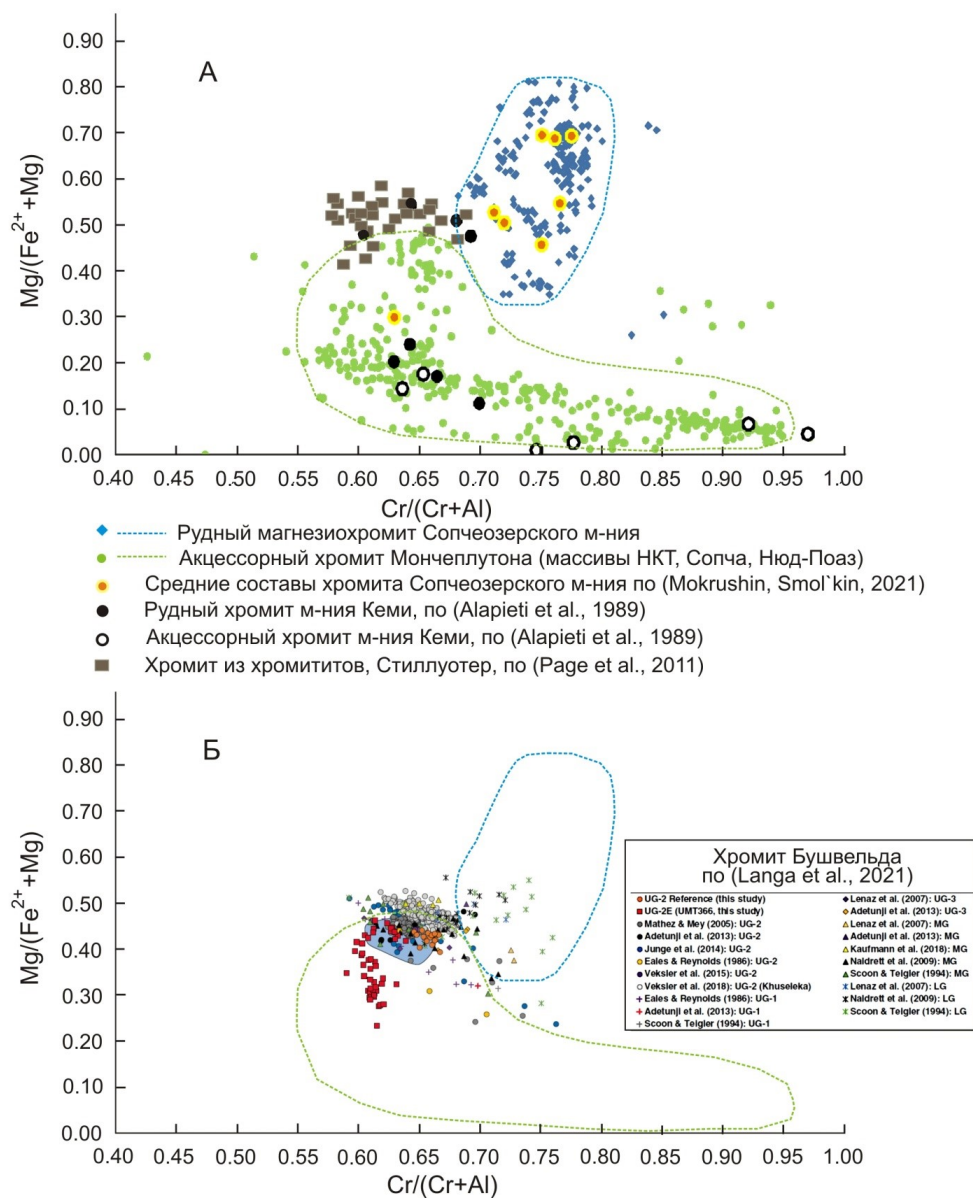 А
0.90
0.80
0.70
0.60
0.50
0.40
0.30
0.20
0.10
0.00
Mg/(Fe²⁺+Mg)
0.40 0.45 0.50 0.55 0.60 0.65 0.70 0.75 0.80 0.85 0.90 0.95 1.00
Cr/(Cr+Al)
Рудный магнезиохромит Сопчеозерского м-ния
Акцессорный хромит Мончеплутона (массивы НКТ, Сопча, Нюд-Поаз)
Средние составы хромита Сопчеозерского м-ния по (Mokrushin, Smol`kin, 2021)
Рудный хромит м-ния Кеми, по (Alapieti et al., 1989)
Акцессорный хромит м-ния Кеми, по (Alapieti et al., 1989)
Хромит из хромититов, Стиллуотер, по (Page et al., 2011)
Б
0.90
0.80
0.70
0.60
0.50
0.40
0.30
0.20
0.10
0.00
Mg/(Fe²⁺+Mg)
Хромит Бушвельда
по (Langa et al., 2021)
UG-2 Reference (this study)
UG-2E (UMT366, this study)
Mathez & Mey (2005): UG-2
Adetunji et al. (2013): UG-2
Junge et al. (2014): UG-2
Eales & Reynolds (1986): UG-2
Veksler et al. (2015): UG-2
Veksler et al. (2018): UG-2 (Khuseleka)
Eales & Reynolds (1986): UG-1
Adetunji et al. (2013): UG-1
Scoon & Teigler (1994): UG-1
Lenaz et al. (2007): UG-3
Adetunji et al. (2013): UG-3
Lenaz et al. (2007): MG
Adetunji et al. (2013): MG
Kaufmann et al. (2018): MG
Naldrett et al. (2009): MG
Scoon & Teigler (1994): MG
Lenaz et al. (2007): LG
Naldrett et al. (2009): LG
Scoon & Teigler (1994): LG
0.40 0.45 0.50 0.55 0.60 0.65 0.70 0.75 0.80 0.85 0.90 0.95 1.00
Cr/(Cr+Al)